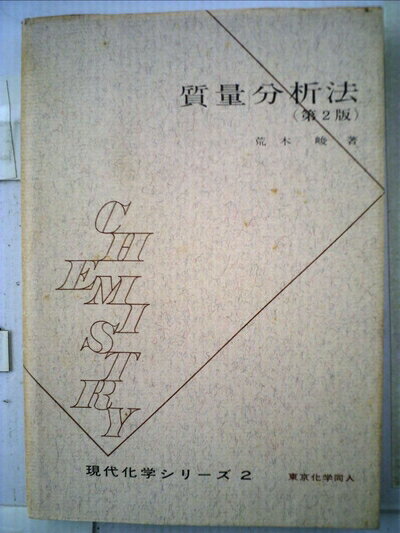 質量分析法
(第2版)
荒木 峻 著
CHEMISTRY
現代化学シリーズ 2
東京化学同人